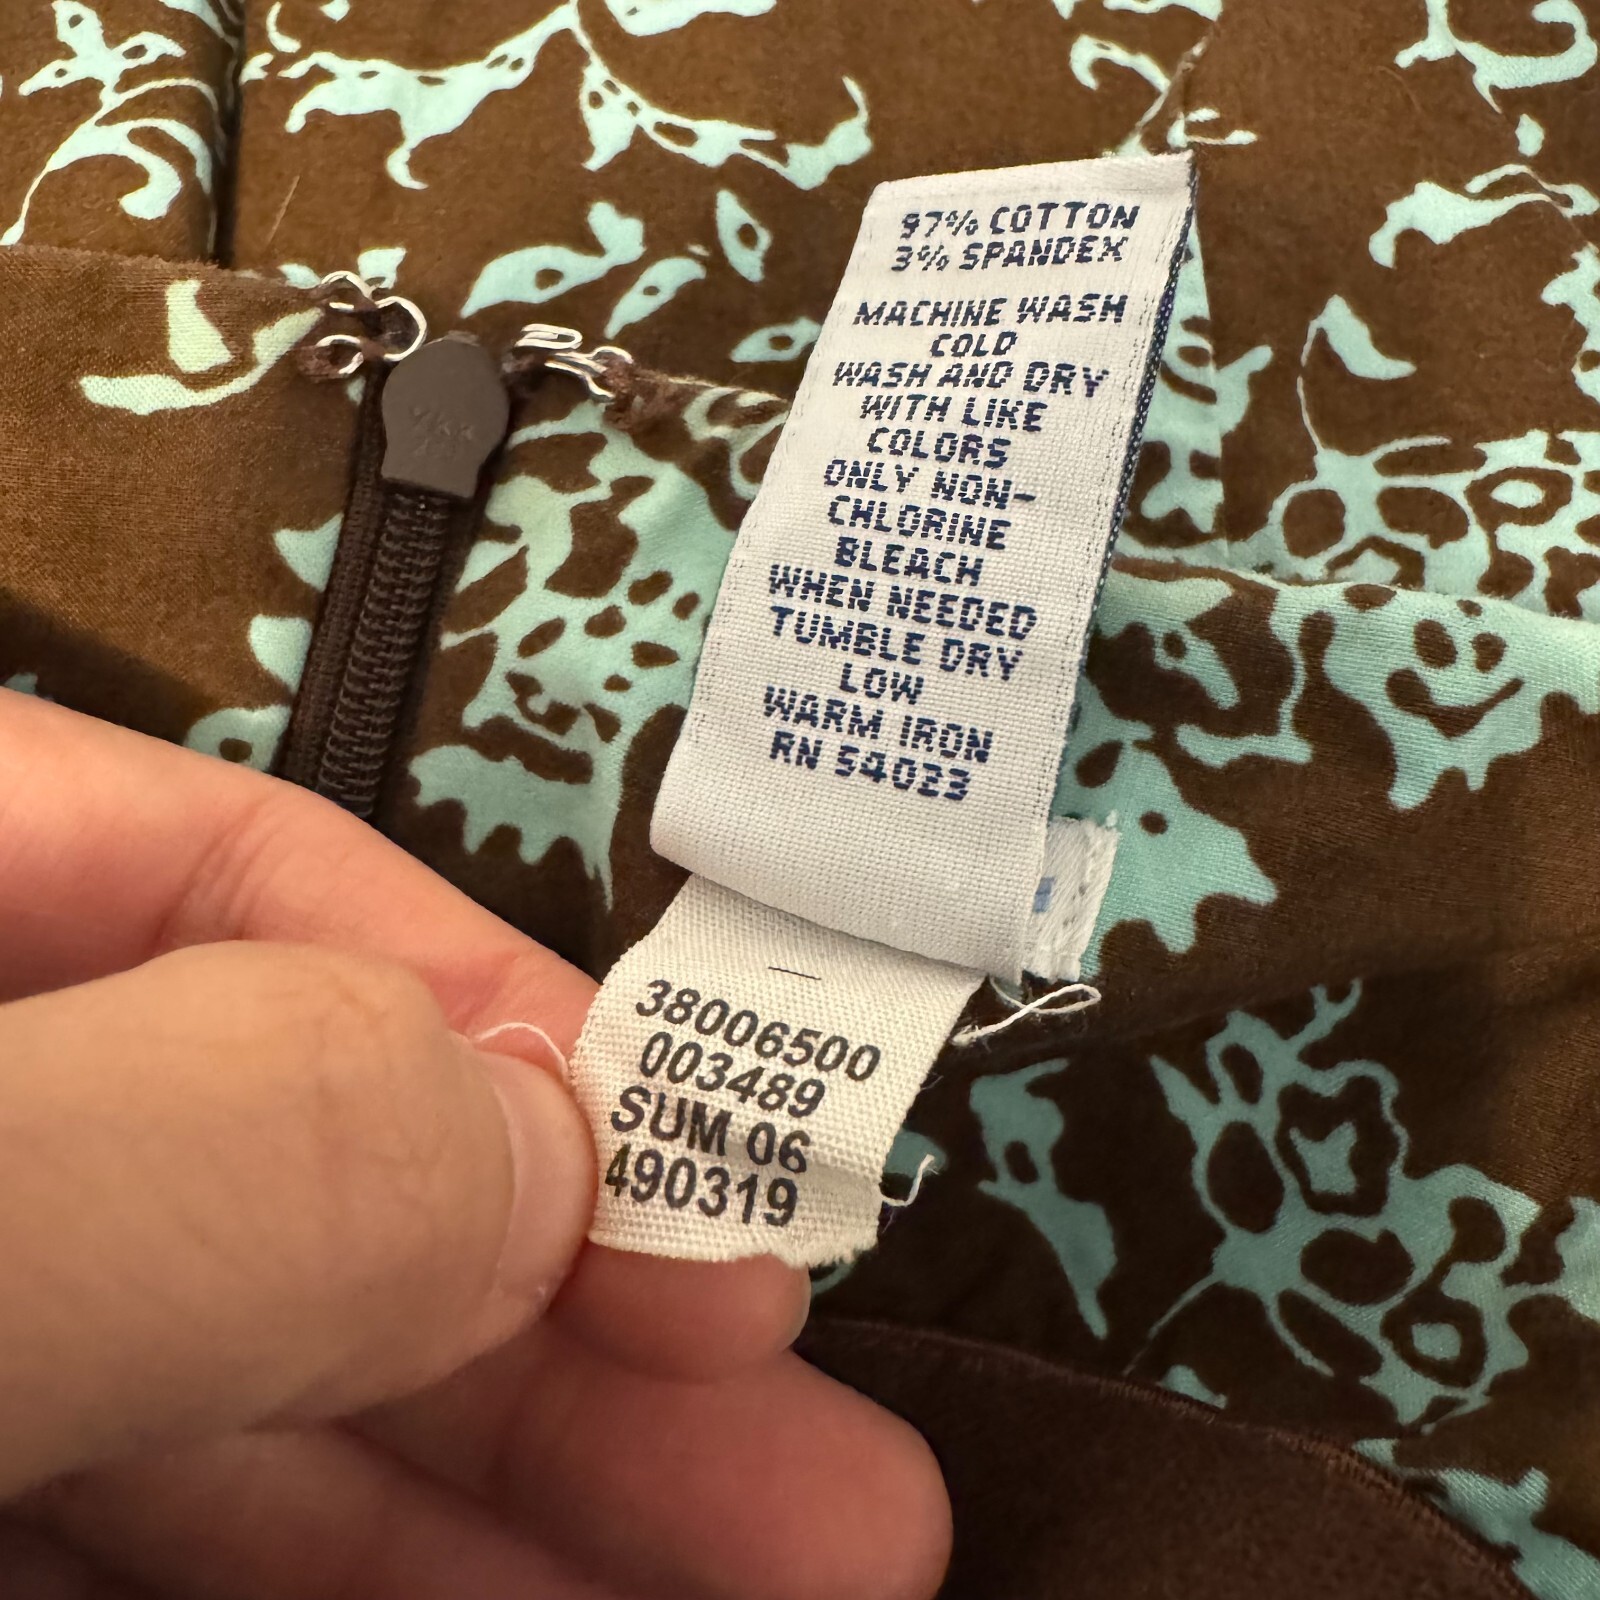 97% COTTON
3% SPANDEX
MACHINE WASH
COLD
WASH AND DRY
WITH LIKE
COLORS
ONLY NON-
CHLORINE
BLEACH
WHEN NEEDED
TUMBLE DRY
LOW
WARM IRON
RN 54023
38006500
003489
SUM 06
490319
YKK